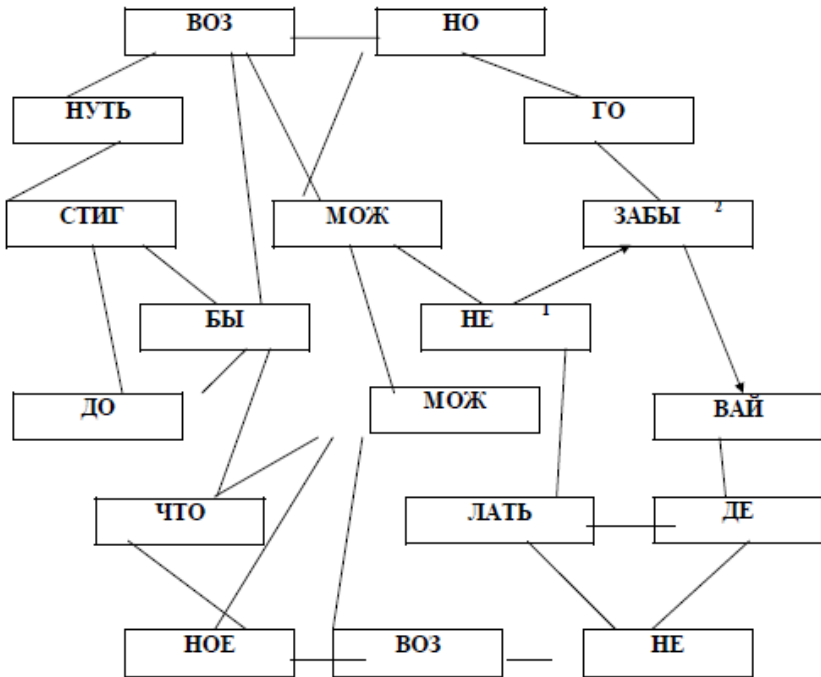 ВОЗ НО
НУТЬ ГО
СТИГ МОЖ ЗАБЫ 2
БЫ НЕ 1
ДО МОЖ ВАЙ
ЧТО ЛАТЬ ДЕ
НОЕ ВОЗ НЕ